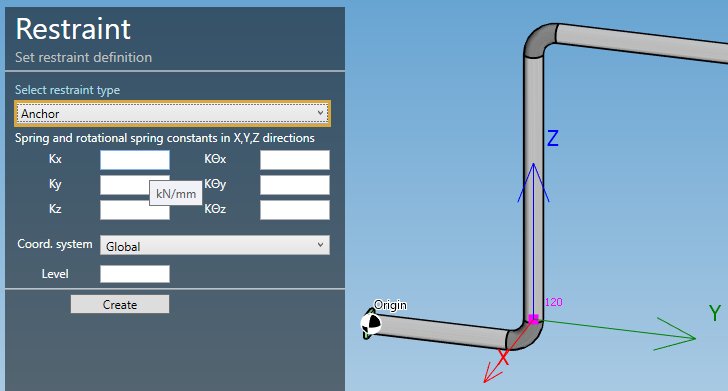 Restraint
Set restraint definition
Select restraint type
Anchor
Spring and rotational spring constants in X,Y,Z directions
Kx KΘx
Ky KΘy
kN/mm
Kz KΘz
Coord. system Global
Level
Create
Z
120
Origin
Y
X